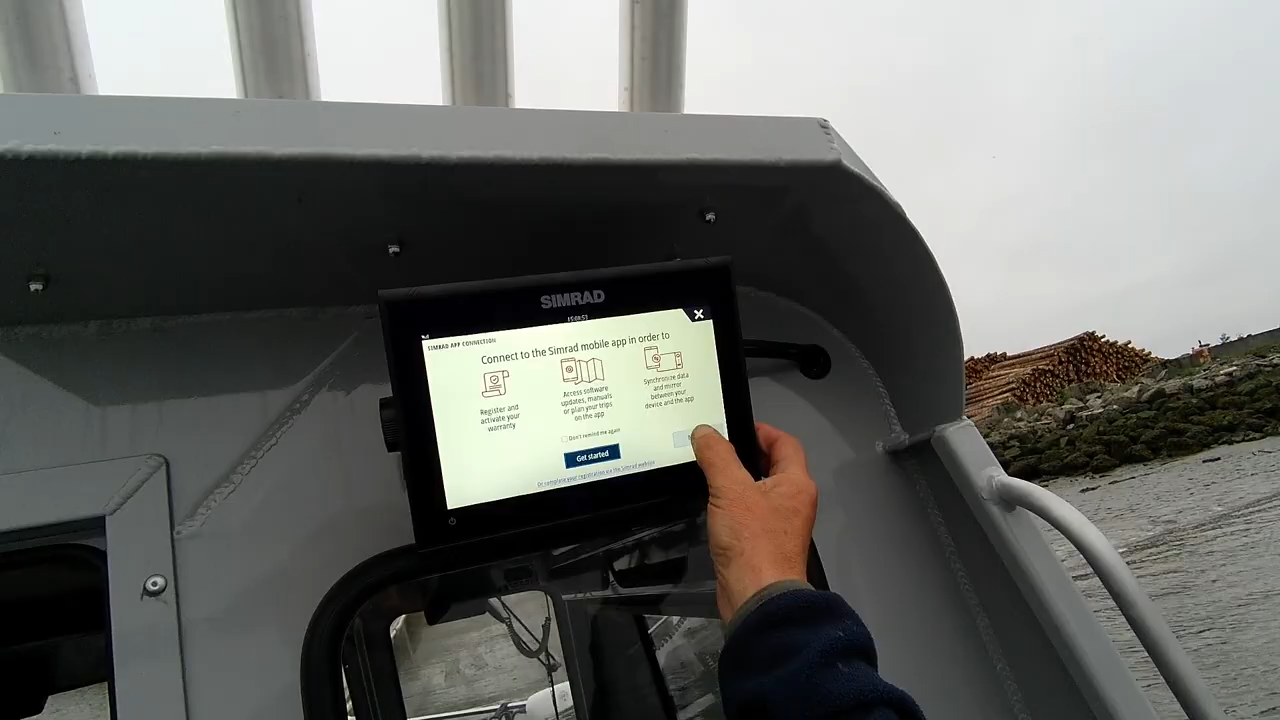 SIMRAD
SIMRAD APP CONNECTION
Connect to the Simrad mobile app in order to
Register and
activate your
warranty
Access software
updates, manuals
or plan your trips
on the app
Synchronize data
and mirror
between your
device and the app
Don't remind me again
Get started
Or complete your registration via the Simrad website